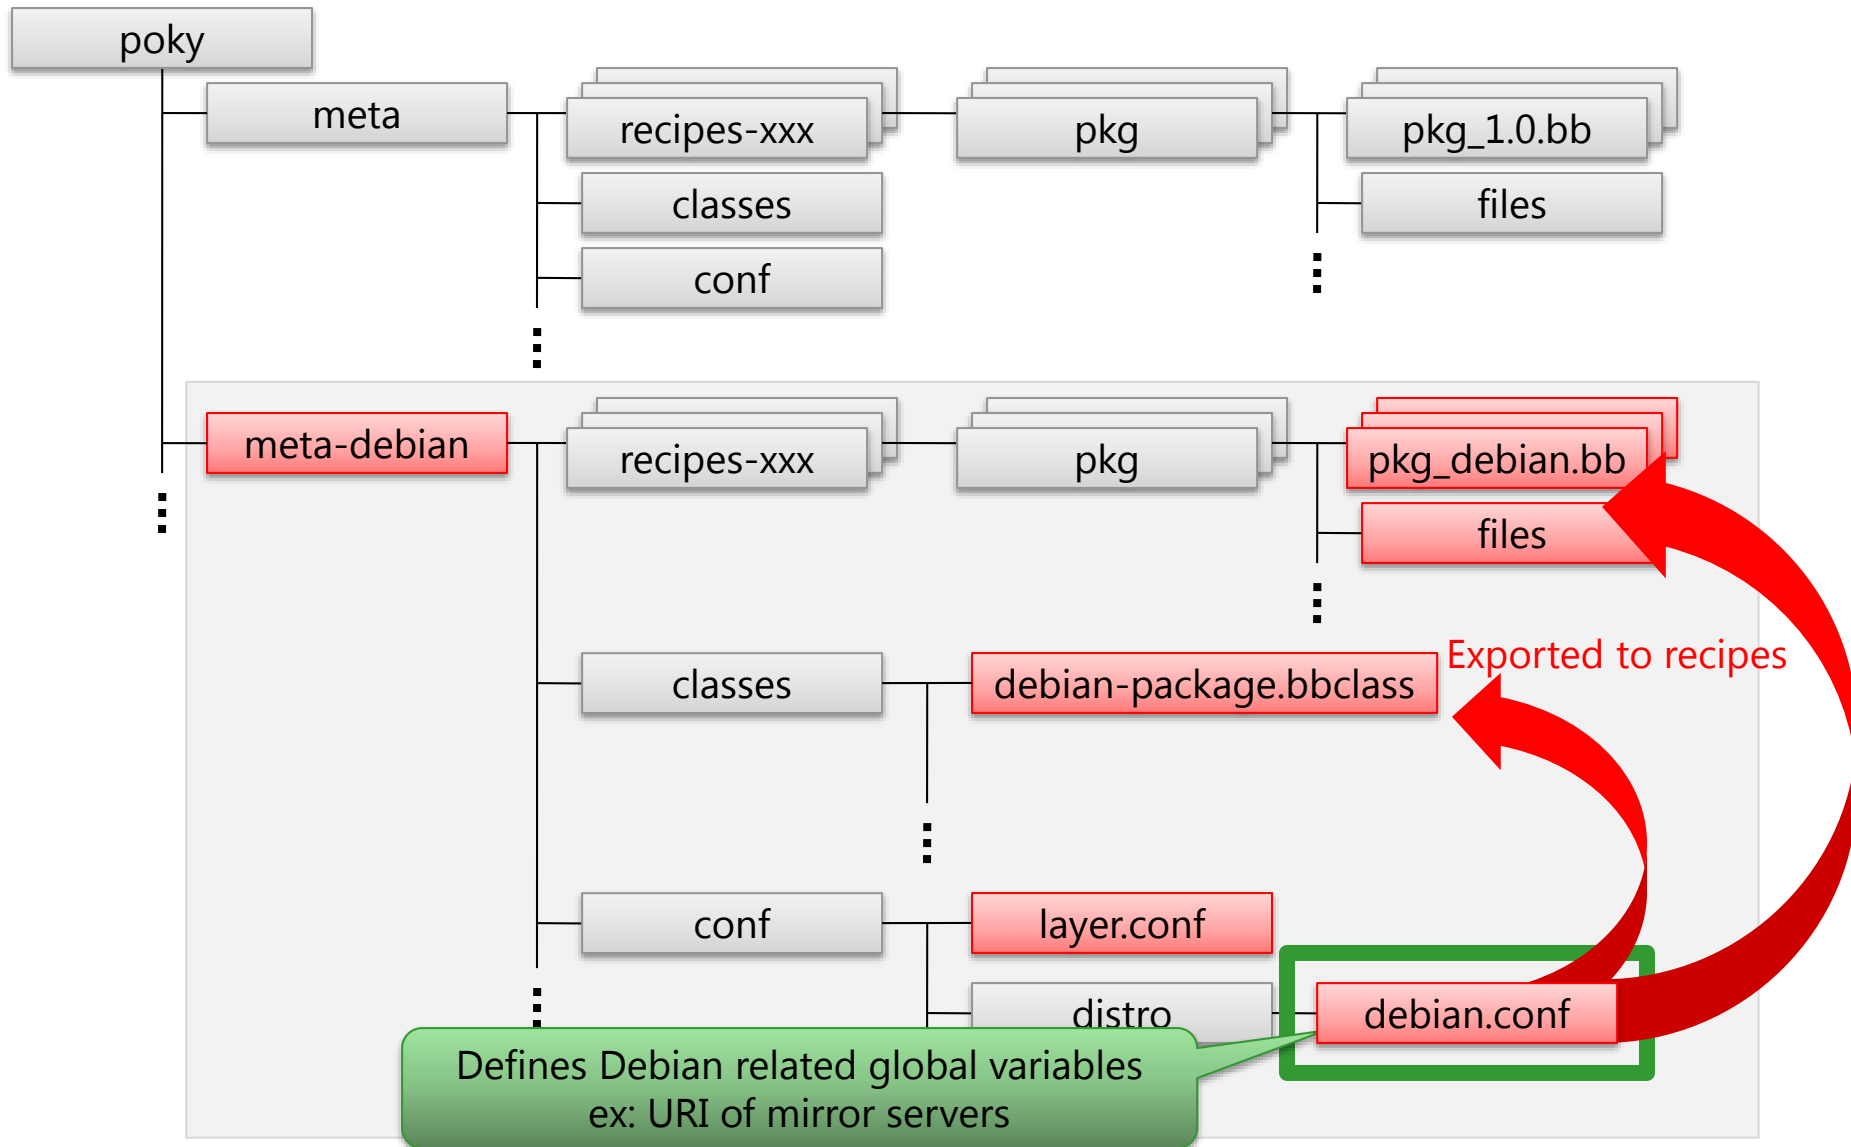 poky
meta
recipes-xxx
pkg
pkg_1.0.bb
classes
files
conf
meta-debian
recipes-xxx
pkg
pkg_debian.bb
files
Exported to recipes
classes
debian-package.bbclass
conf
layer.conf
distro
debian.conf
Defines Debian related global variables
ex: URI of mirror servers